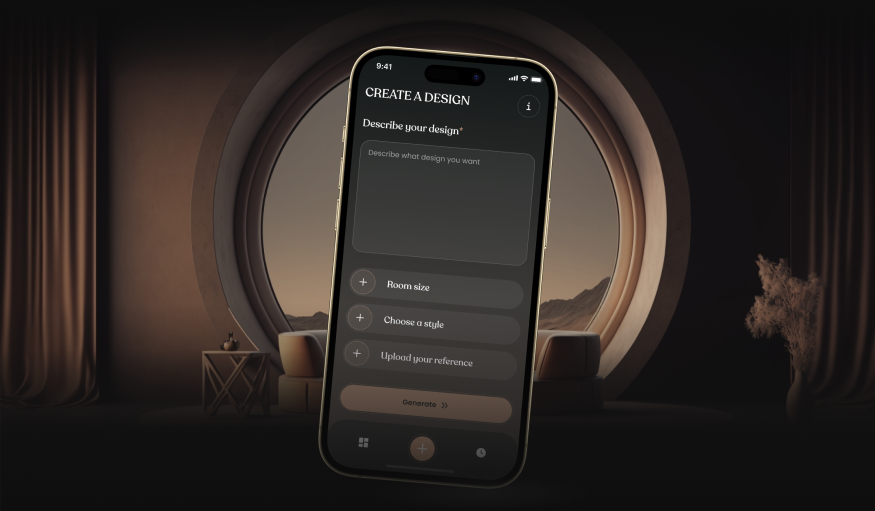 9:41
CREATE A DESIGN
i
Describe your design*
Describe what design you want
Room size
Choose a style
Upload your reference
Generate »